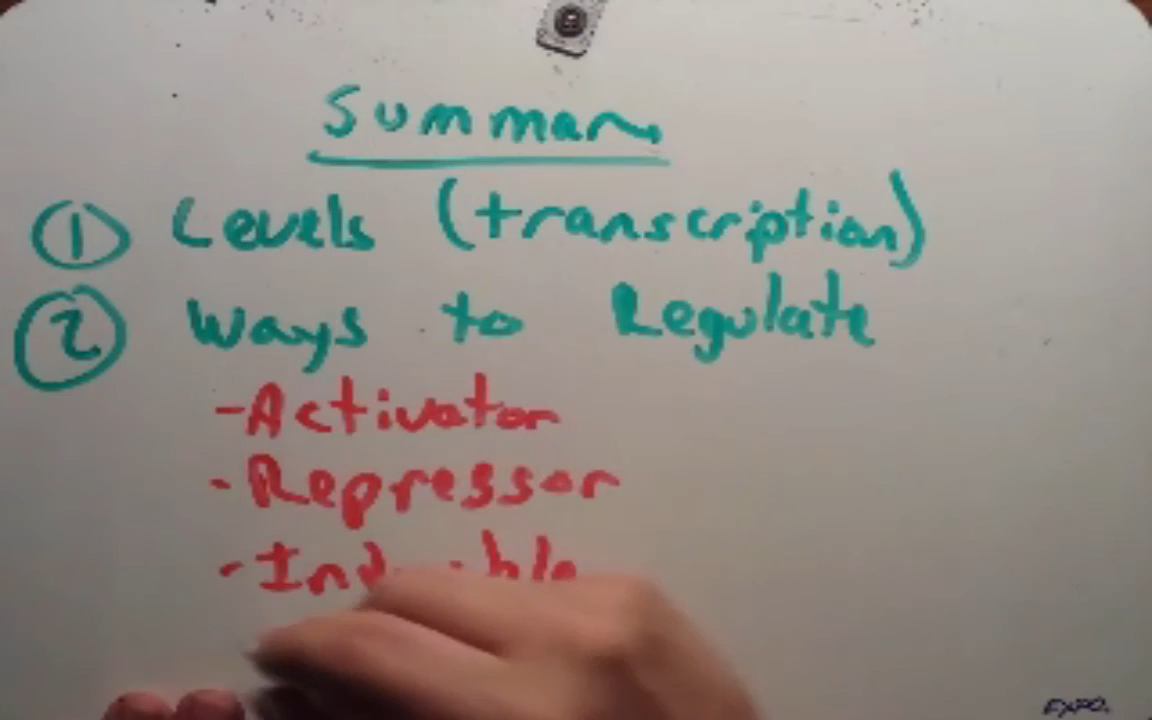 Summary
① Levels (transcription)
② Ways to Regulate
- Activator
- Repressor
EXPO